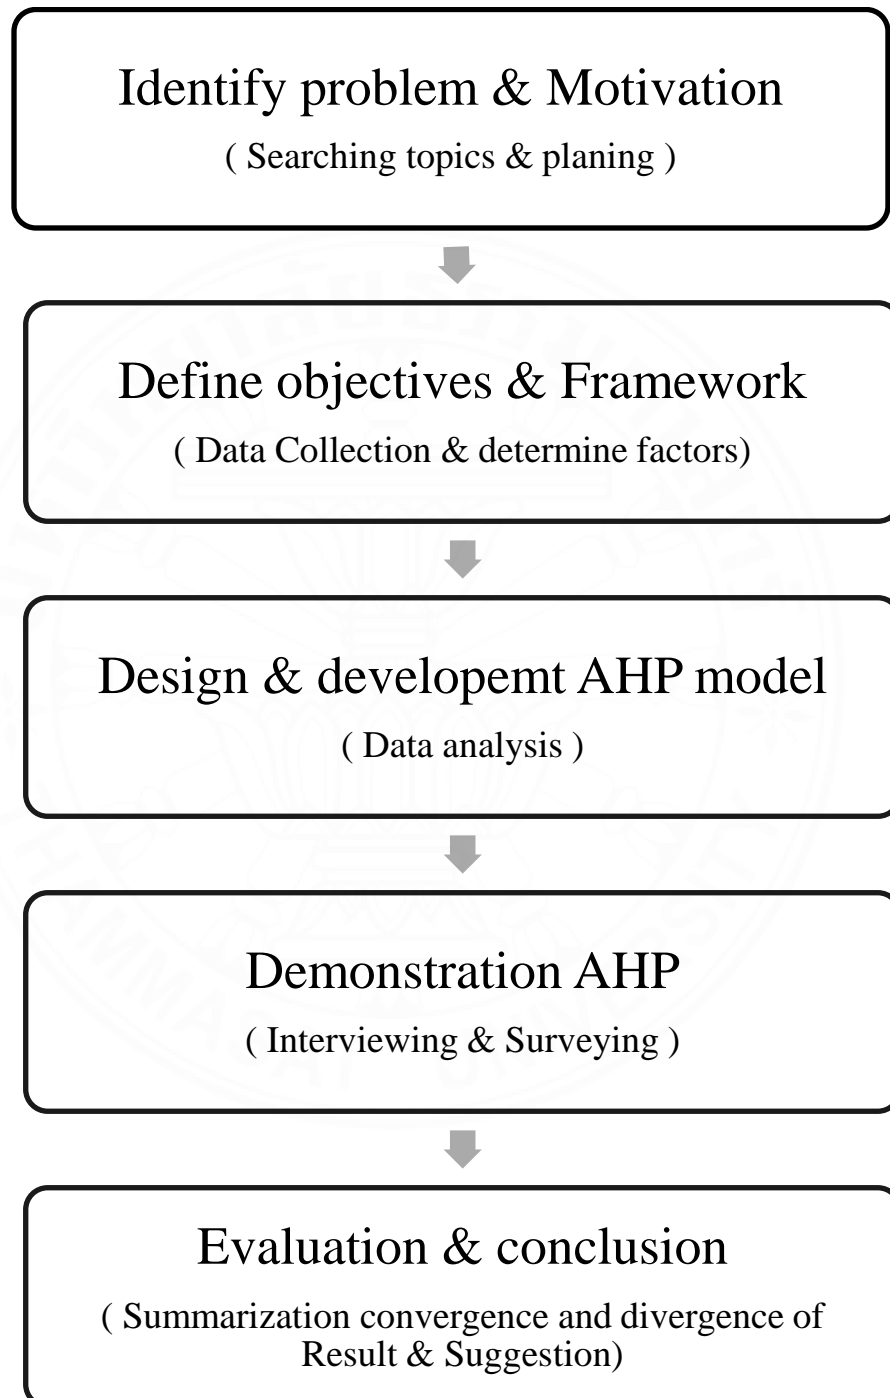 Identify problem & Motivation
( Searching topics & planing )
Define objectives & Framework
( Data Collection & determine factors)
Design & developemt AHP model
( Data analysis )
Demonstration AHP
( Interviewing & Surveying )
Evaluation & conclusion
( Summarization convergence and divergence of
Result & Suggestion)